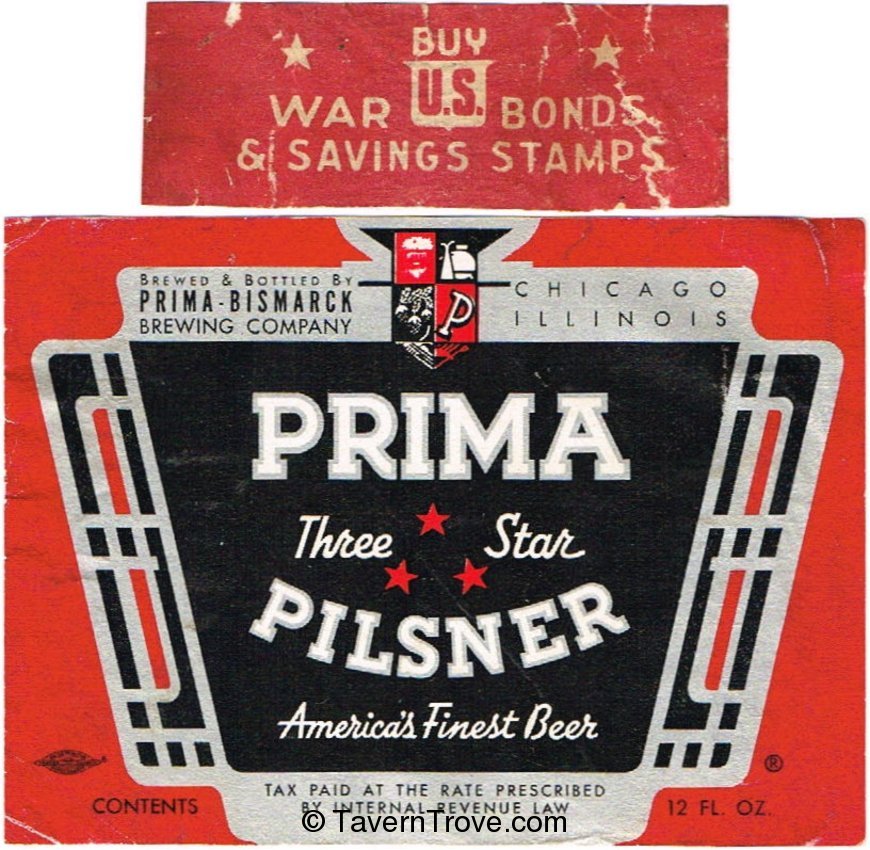 BUY
U.S.
WAR BONDS
& SAVINGS STAMPS
BREWED & BOTTLED BY
PRIMA-BISMARCK
BREWING COMPANY
CHICAGO
ILLINOIS
P
PRIMA
Three Star
PILSNER
America's Finest Beer
TAX PAID AT THE RATE PRESCRIBED
BY INTERNAL REVENUE LAW
CONTENTS
12 FL. OZ.
®
© TavernTrove.com